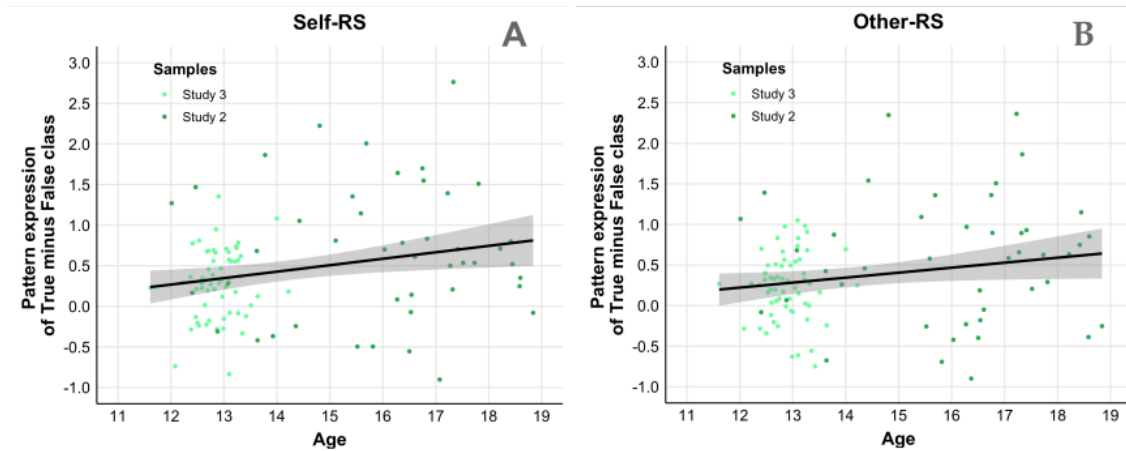 Self-RS
A
Samples
Study 3
Study 2
Pattern expression
of True minus False class
3.0
2.5
2.0
1.5
1.0
0.5
0.0
-0.5
-1.0
11 12 13 14 15 16 17 18 19
Age
Other-RS
B
Samples
Study 3
Study 2
Pattern expression
of True minus False class
3.0
2.5
2.0
1.5
1.0
0.5
0.0
-0.5
-1.0
11 12 13 14 15 16 17 18 19
Age